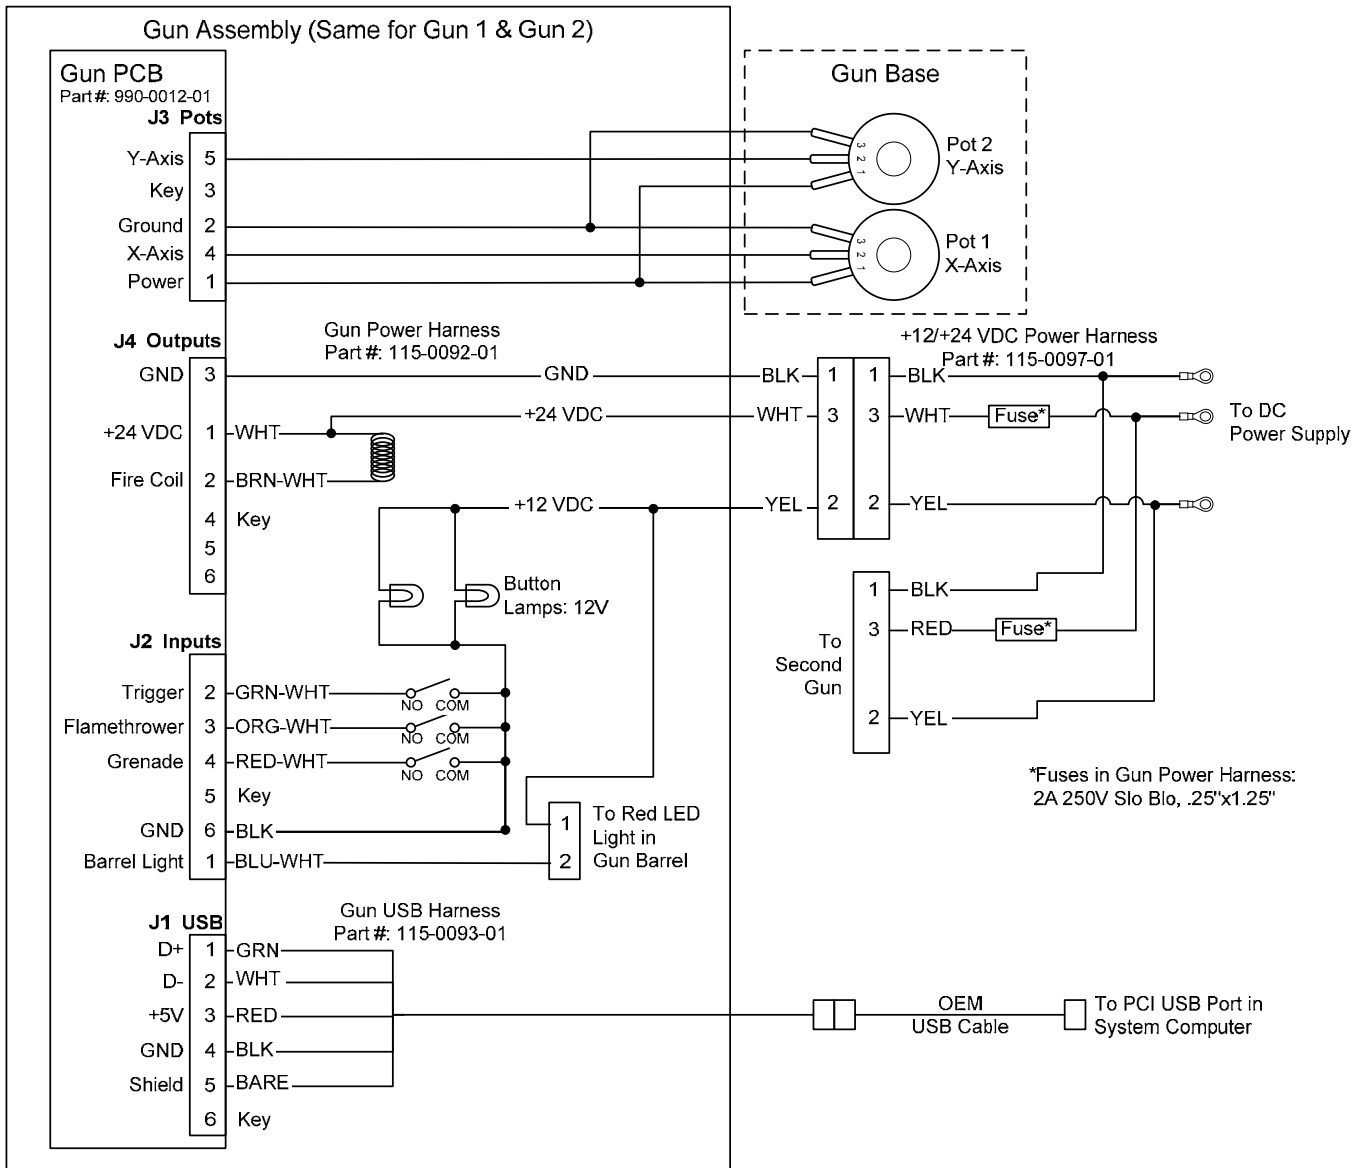 Gun Assembly (Same for Gun 1 & Gun 2)
Gun PCB
Part#: 990-0012-01
J3 Pots
Y-Axis 5
Key 3
Ground 2
X-Axis 4
Power 1
Gun Base
3
2
1
Pot 2
Y-Axis
3
2
1
Pot 1
X-Axis
J4 Outputs
Gun Power Harness
Part #: 115-0092-01
+12/+24 VDC Power Harness
Part #: 115-0097-01
GND 3 GND BLK 1 1 BLK
+24 VDC WHT 3 3 WHT Fuse*
To DC
Power Supply
+24 VDC 1 WHT
Fire Coil 2 BRN-WHT
+12 VDC YEL 2 2 YEL
4 Key
5
6
Button
Lamps: 12V
1 BLK
3 RED Fuse*
2 YEL
To
Second
Gun
J2 Inputs
Trigger 2 GRN-WHT NO COM
Flamethrower 3 ORG-WHT NO COM
Grenade 4 RED-WHT NO COM
5 Key
GND 6 BLK
Barrel Light 1 BLU-WHT
1
2
To Red LED
Light in
Gun Barrel
*Fuses in Gun Power Harness:
2A 250V Slo Blo, .25"x1.25"
J1 USB
Gun USB Harness
Part #: 115-0093-01
D+ 1 GRN
D- 2 WHT
+5V 3 RED
GND 4 BLK
Shield 5 BARE
6 Key
OEM
USB Cable
To PCI USB Port in
System Computer